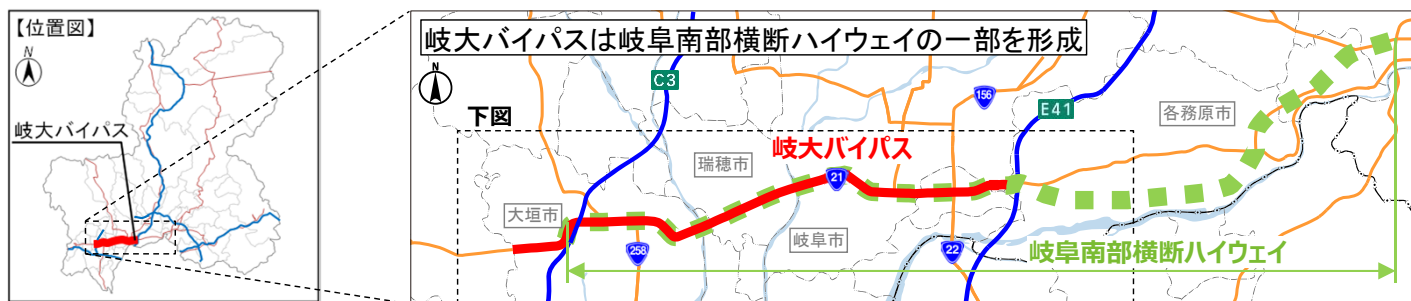 【位置図】
N
岐大バイパス
岐大バイパスは岐阜南部横断ハイウェイの一部を形成
N
C3
156
E41
各務原市
下図
岐大バイパス
瑞穂市
21
大垣市
岐阜市
258
22
岐阜南部横断ハイウェイ